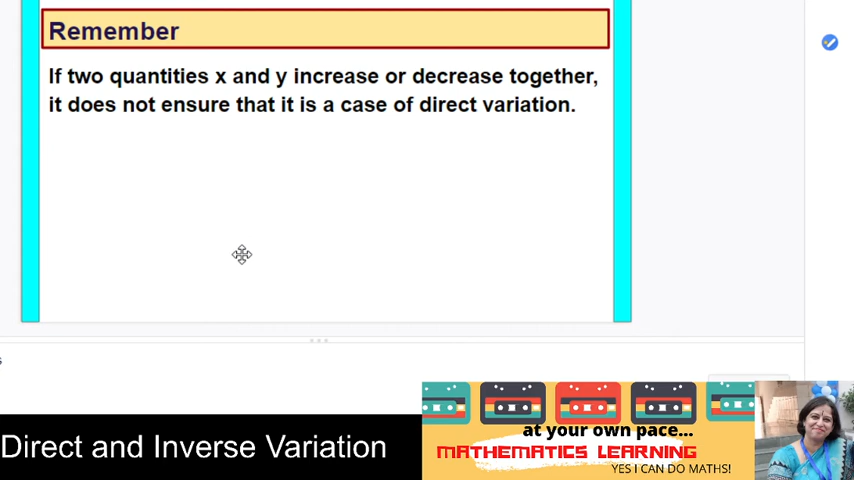 Remember
If two quantities x and y increase or decrease together,
it does not ensure that it is a case of direct variation.
s
Direct and Inverse Variation
at your own pace...
MATHEMATICS LEARNING
YES I CAN DO MATHS!